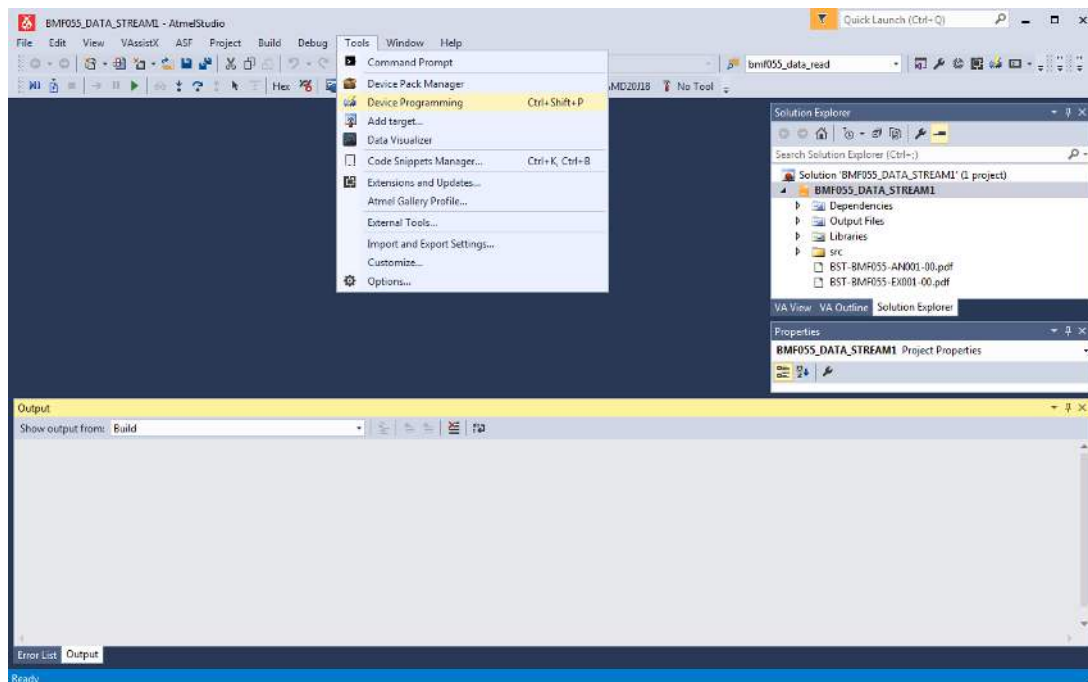 BMF055_DATA_STREAM1 - AtmelStudio
Quick Launch (Ctrl+Q)
File Edit View VAssistX ASF Project Build Debug Tools Window Help
bmf055_data_read
Hex
No Tool
Command Prompt
Device Pack Manager
Device Programming Ctrl+Shift+P
Add target...
Data Visualizer
Code Snippets Manager... Ctrl+K, Ctrl+B
Extensions and Updates...
Atmel Gallery Profile...
External Tools...
Import and Export Settings...
Customize...
Options...
Solution Explorer
Search Solution Explorer (Ctrl+;)
Solution 'BMF055_DATA_STREAM1' (1 project)
BMF055_DATA_STREAM1
Dependencies
Output Files
Libraries
src
BST-BMF055-AN001-00.pdf
BST-BMF055-EX001-00.pdf
VA View VA Outline Solution Explorer
Properties
BMF055_DATA_STREAM1 Project Properties
Output
Show output from: Build
Error List Output
Ready